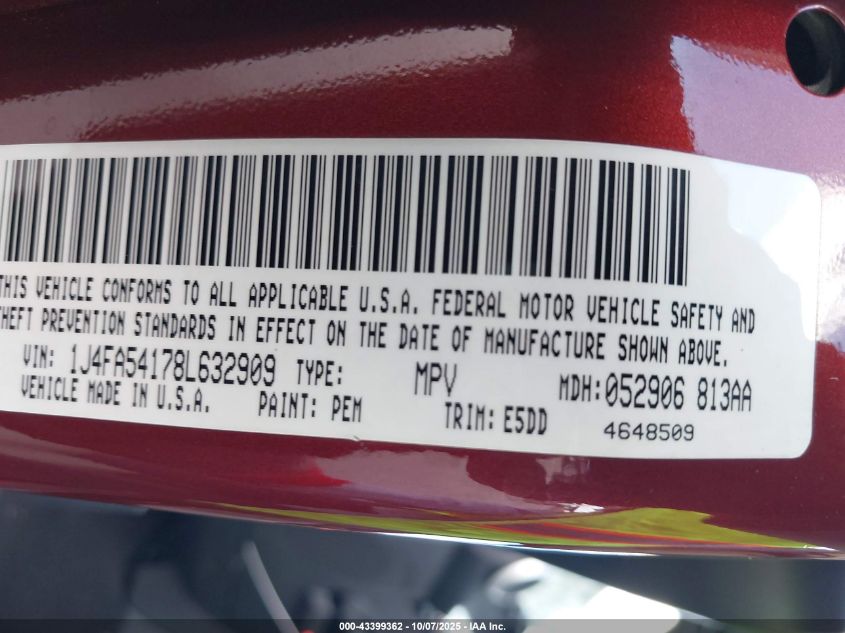 THIS VEHICLE CONFORMS TO ALL APPLICABLE U.S.A. FEDERAL MOTOR VEHICLE SAFETY AND
THEFT PREVENTION STANDARDS IN EFFECT ON THE DATE OF MANUFACTURE SHOWN ABOVE.
VIN: 1J4FA54178L632909 TYPE: MPV MDH: 052906 813AA
VEHICLE MADE IN U.S.A. PAINT: PEM TRIM: E5DD 4648509
000-43399362 | 10/07/2025 - IAA Inc.